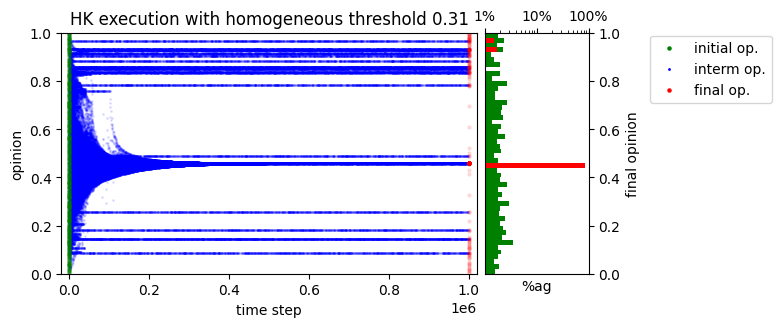 HK execution with homogeneous threshold 0.31
1% 10% 100%
1.0 0.8 0.6 0.4 0.2 0.0
opinion
0.0 0.2 0.4 0.6 0.8 1.0
time step
1e6
%ag
1.0 0.8 0.6 0.4 0.2 0.0
final opinion
initial op.
interm op.
final op.